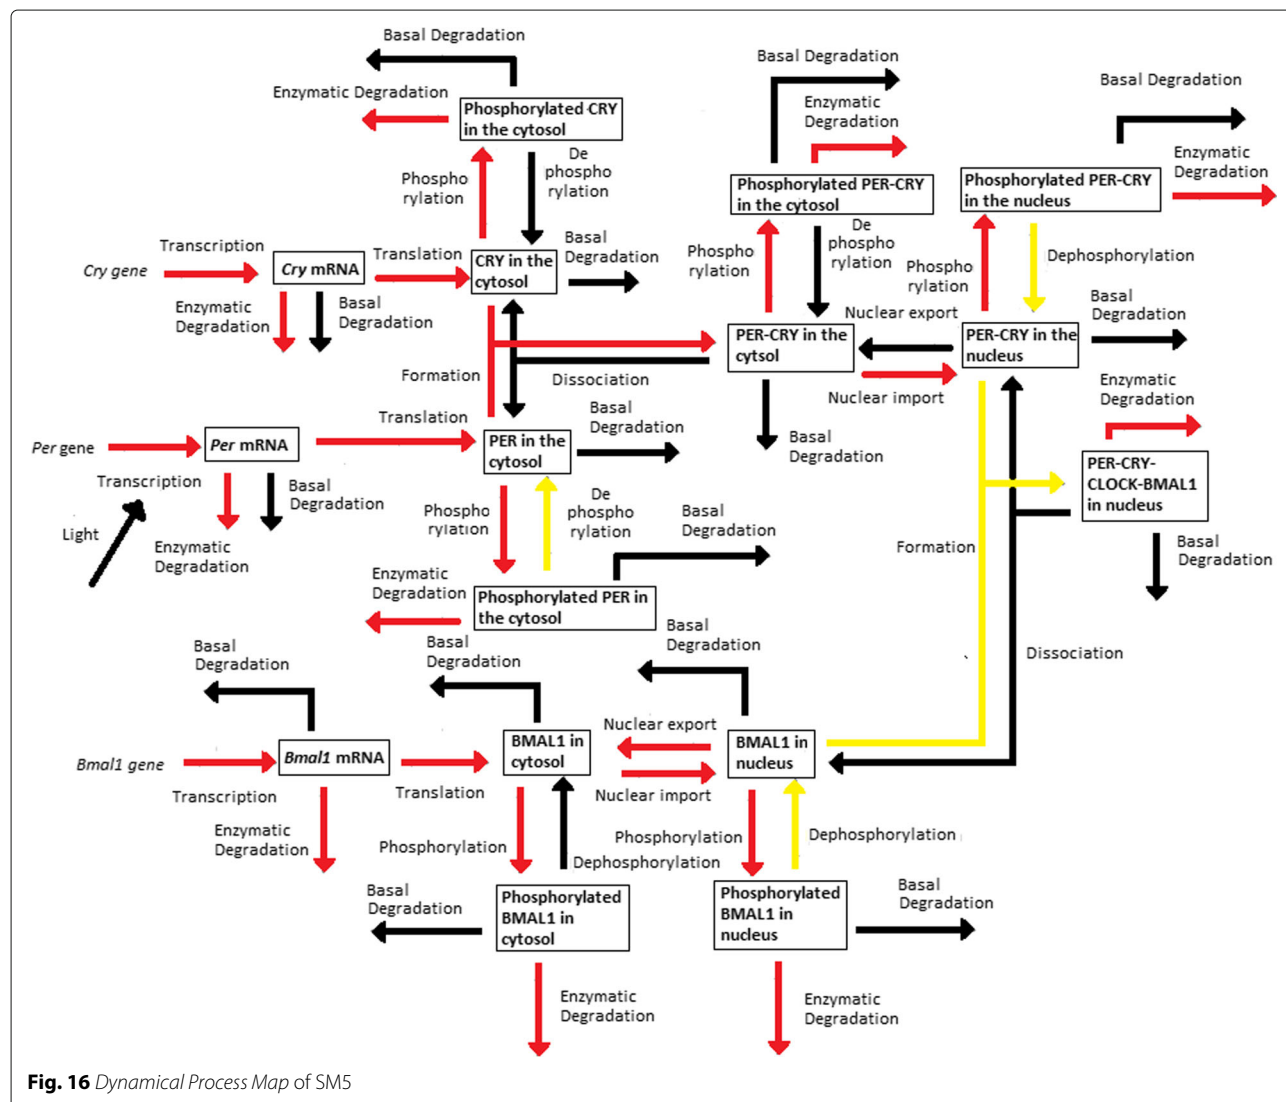 Basal Degradation
Enzymatic Degradation
Phosphorylated CRY
in the cytosol
De
phospho
rylation
Phospho
rylation
Basal Degradation
Enzymatic
Degradation
Phosphorylated PER-CRY
in the cytosol
Basal Degradation
Enzymatic
Degradation
Phosphorylated PER-CRY
in the nucleus
Transcription
Cry gene
Cry mRNA
Translation
CRY in the
cytosol
Basal
Degradation
Enzymatic
Degradation
Basal
Degradation
Phospho
rylation
De
phospho
rylation
Phospho
rylation
Dephosphorylation
Nuclear export
PER-CRY in the
cytsol
PER-CRY in the
nucleus
Basal
Degradation
Formation
Dissociation
Nuclear import
Enzymatic
Degradation
Basal
Degradation
Per gene
Per mRNA
Translation
PER in the
cytosol
Basal
Degradation
PER-CRY-
CLOCK-BMAL1
in nucleus
Transcription
Basal
Degradation
Light
Enzymatic
Degradation
Phospho
rylation
De
phospho
rylation
Basal
Degradation
Formation
Basal
Degradation
Enzymatic
Degradation
Phosphorylated PER in
the cytosol
Basal
Degradation
Basal
Degradation
Basal
Degradation
Dissociation
Bmal1 gene
Transcription
Bmal1 mRNA
Translation
BMAL1 in
cytosol
Nuclear export
Nuclear import
BMAL1 in
nucleus
Enzymatic
Degradation
Phosphorylation
Dephosphorylation
Phosphorylation
Dephosphorylation
Basal
Degradation
Phosphorylated
BMAL1 in
cytosol
Phosphorylated
BMAL1 in
nucleus
Basal
Degradation
Enzymatic
Degradation
Enzymatic
Degradation
Fig. 16 Dynamical Process Map of SM5